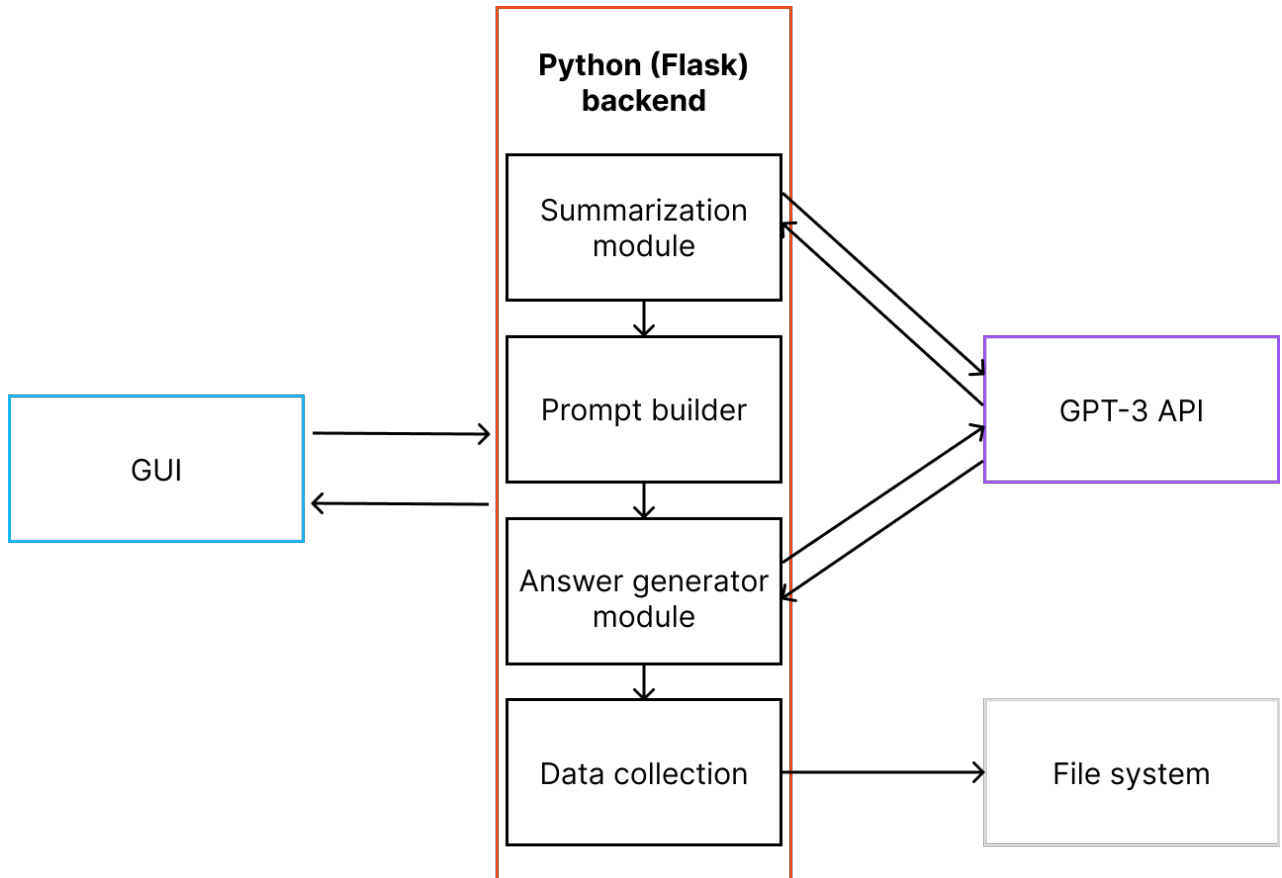 Python (Flask)
backend
Summarization
module
Prompt builder
GPT-3 API
GUI
Answer generator
module
Data collection
File system